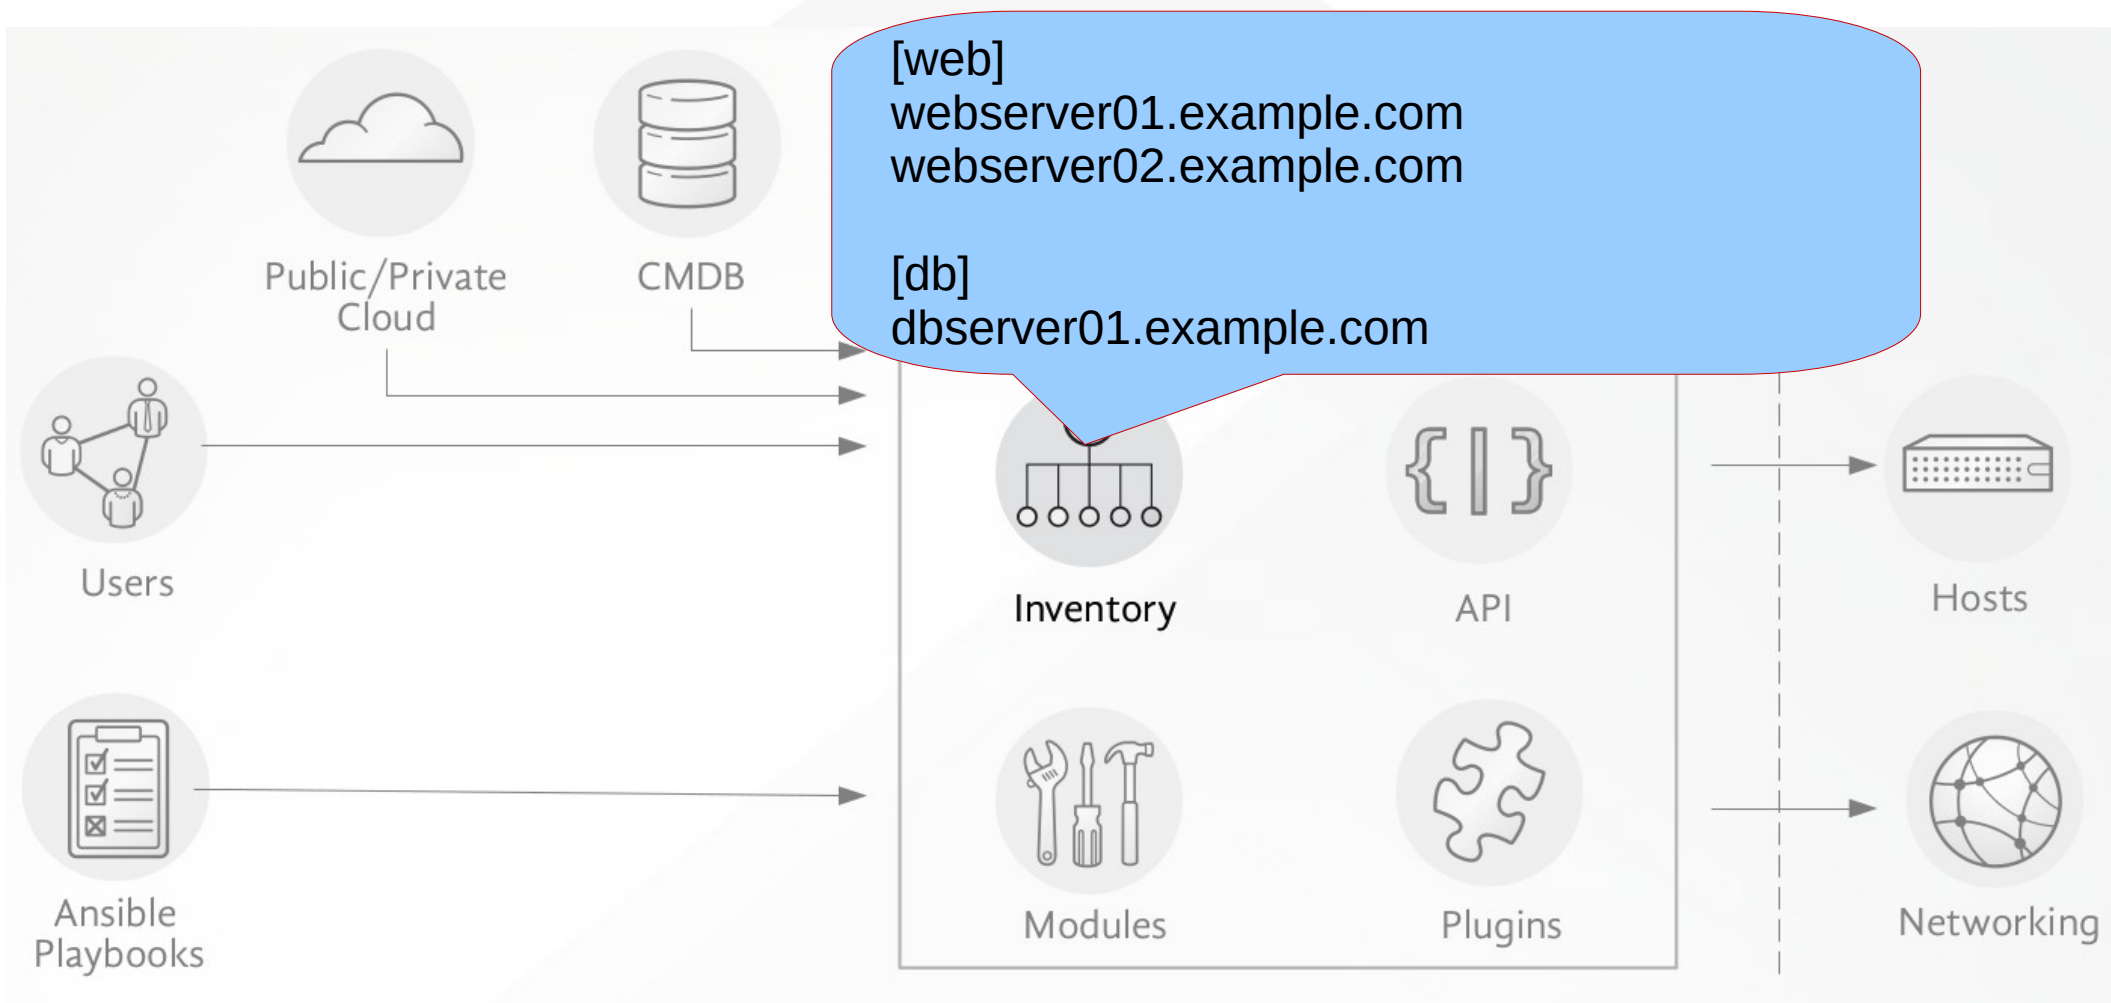 [web]
webserver01.example.com
webserver02.example.com
[db]
dbserver01.example.com
Public/Private
Cloud
CMDB
Users
Inventory
API
Hosts
Ansible
Playbooks
Modules
Plugins
Networking